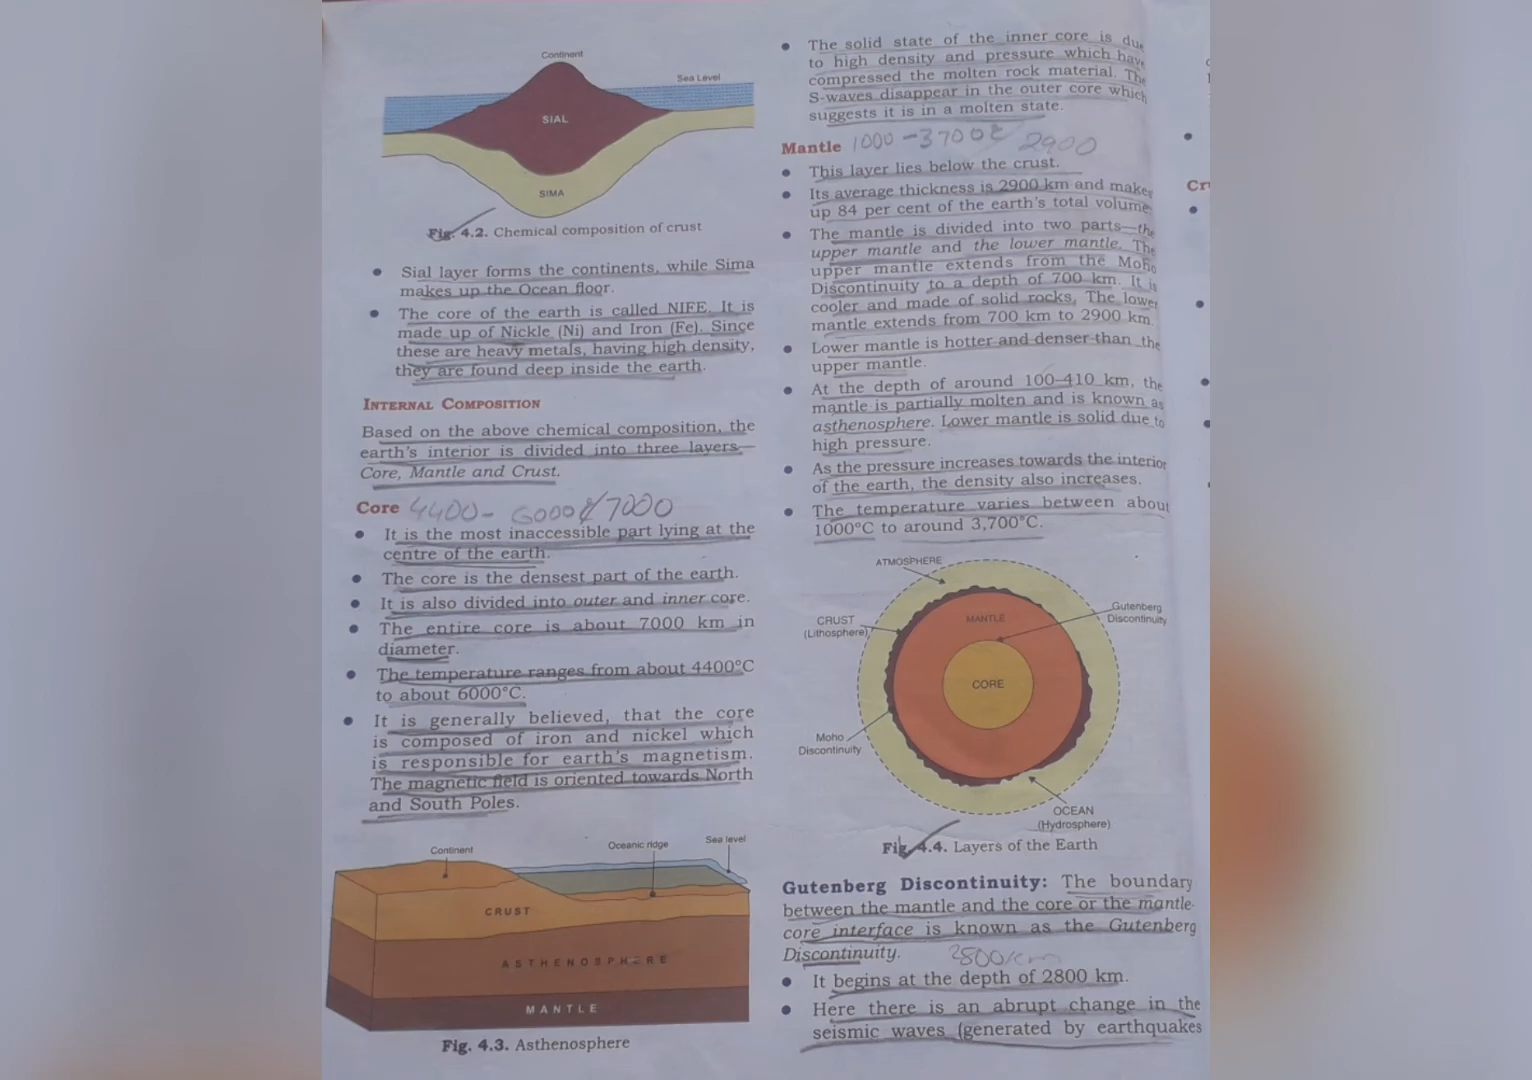 Continent
Sea Level
SIAL
SIMA
Fig. 4.2. Chemical composition of crust
Sial layer forms the continents, while Sima
makes up the Ocean floor.
The core of the earth is called NIFE. It is
made up of Nickle (Ni) and Iron (Fe). Since
these are heavy metals, having high density,
they are found deep inside the earth.
INTERNAL COMPOSITION
Based on the above chemical composition, the
earth's interior is divided into three layers—
Core, Mantle and Crust.
Core 4400- 6000 7000
It is the most inaccessible part lying at the
centre of the earth.
The core is the densest part of the earth.
It is also divided into outer and inner core.
The entire core is about 7000 km in
diameter.
The temperature ranges from about 4400°C
to about 6000°C.
It is generally believed, that the core
is composed of iron and nickel which
is responsible for earth's magnetism.
The magnetic field is oriented towards North
and South Poles.
Continent
Oceanic ridge
Sea level
CRUST
ASTHENOSPHERE
MANTLE
Fig. 4.3. Asthenosphere
The solid state of the inner core is due
to high density and pressure which have
compressed the molten rock material. The
S-waves disappear in the outer core which
suggests it is in a molten state.
Mantle 1000 -3700 2900
This layer lies below the crust.
Its average thickness is 2900 km and makes
up 84 per cent of the earth's total volume.
The mantle is divided into two parts—the
upper mantle and the lower mantle. The
upper mantle extends from the Moho
Discontinuity to a depth of 700 km. It is
cooler and made of solid rocks. The lower
mantle extends from 700 km to 2900 km.
Lower mantle is hotter and denser than the
upper mantle.
At the depth of around 100–410 km, the
mantle is partially molten and is known as
asthenosphere. Lower mantle is solid due to
high pressure.
As the pressure increases towards the interior
of the earth, the density also increases.
The temperature varies between about
1000°C to around 3,700°C.
ATMOSPHERE
CRUST
(Lithosphere)
MANTLE
Gutenberg
Discontinuity
CORE
Moho
Discontinuity
OCEAN
(Hydrosphere)
Fig. 4.4. Layers of the Earth
Gutenberg Discontinuity: The boundary
between the mantle and the core or the mantle-
core interface is known as the Gutenberg
Discontinuity. 2800km
It begins at the depth of 2800 km.
Here there is an abrupt change in the
seismic waves (generated by earthquakes